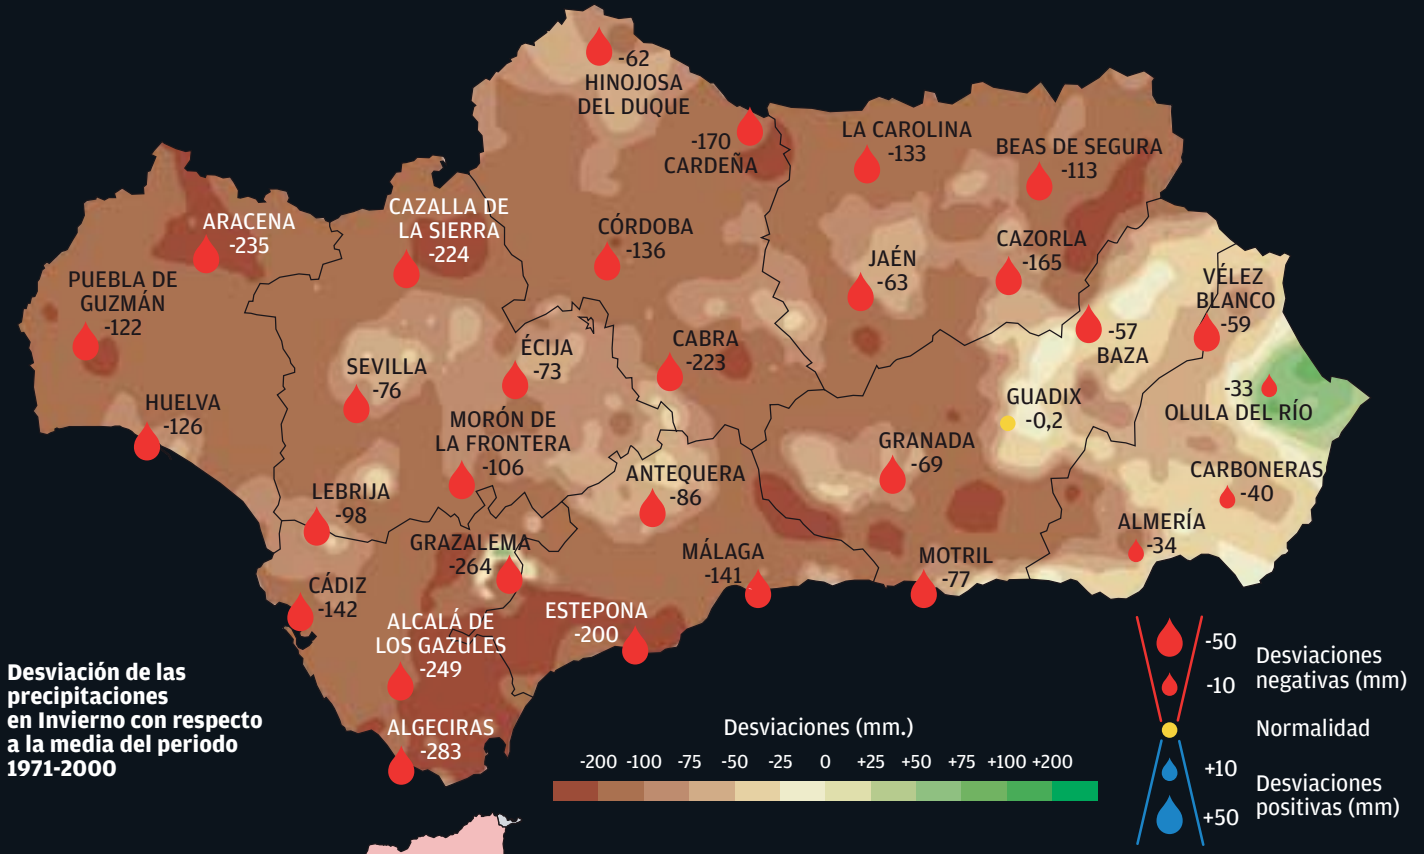 -62
HINOJOSA
DEL DUQUE
-170
CARDEÑA
LA CAROLINA
-133
BEAS DE SEGURA
-113
ARACENA
-235
CAZALLA DE
LA SIERRA
-224
CÓRDOBA
-136
JAÉN
-63
CAZORLA
-165
PUEBLA DE
GUZMÁN
-122
VÉLEZ
BLANCO
-59
-57
BAZA
SEVILLA
-76
ÉCIJA
-73
CABRA
-223
HUELVA
-126
MORÓN DE
LA FRONTERA
-106
GUADIX
-0,2
-33
OLULA DEL RÍO
GRANADA
-69
ANTEQUERA
-86
CARBONERAS
-40
LEBRIJA
-98
ALMERÍA
-34
GRAZALEMA
-264
MÁLAGA
-141
MOTRIL
-77
CÁDIZ
-142
ALCALÁ DE
LOS GAZULES
-249
ESTEPONA
-200
ALGECIRAS
-283
Desviación de las
precipitaciones
en Invierno con respecto
a la media del periodo
1971-2000
Desviaciones (mm.)
-200 -100 -75 -50 -25 0 +25 +50 +75 +100 +200
-50
-10
Desviaciones
negativas (mm)
Normalidad
+10
+50
Desviaciones
positivas (mm)